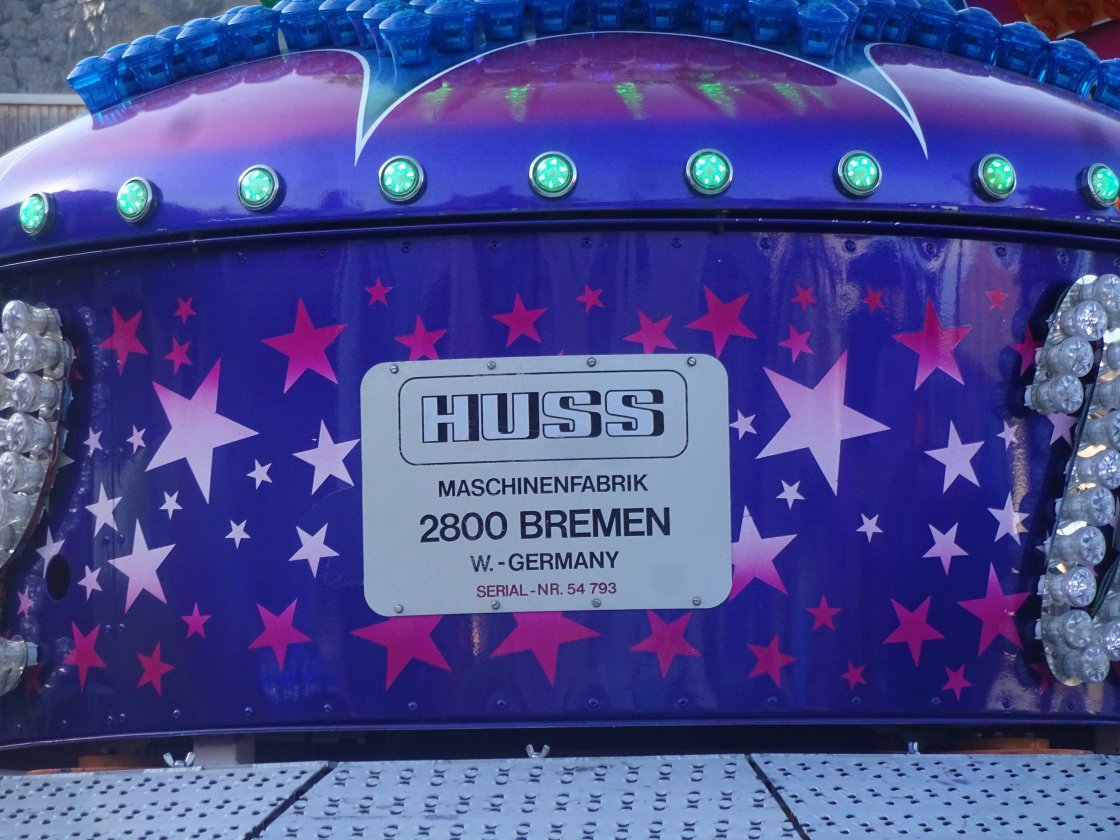 HUSS
MASCHINENFABRIK
2800 BREMEN
W.-GERMANY
SERIAL-NR. 54 793